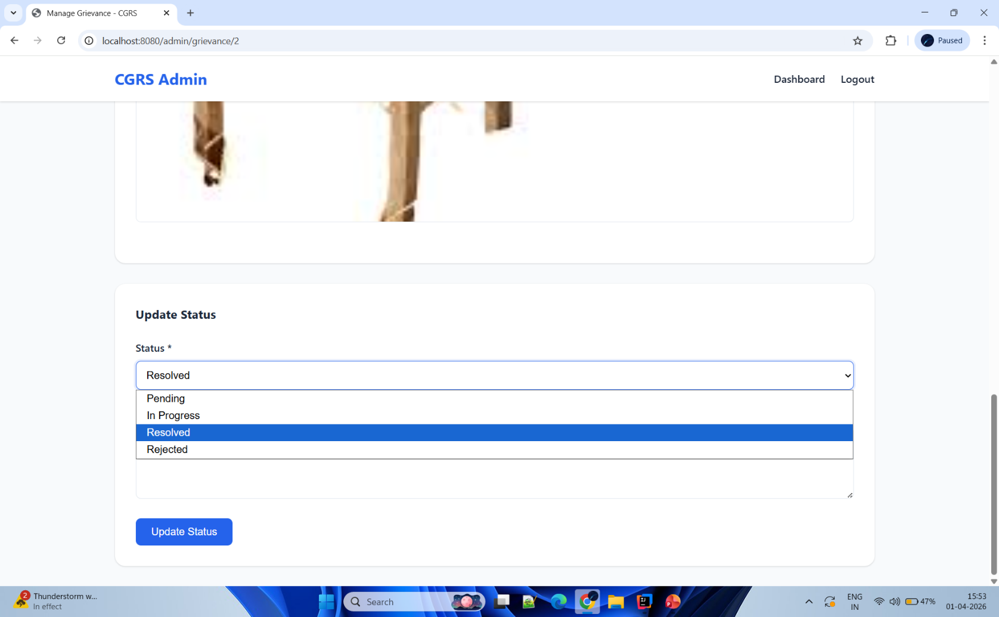 Manage Grievance - CGRS
localhost:8080/admin/grievance/2
Paused
CGRS Admin
Dashboard
Logout
Update Status
Status *
Resolved
Pending
In Progress
Resolved
Rejected
Update Status
2
Thunderstorm w...
In effect
Search
ENG
IN
47%
15:53
01-04-2026